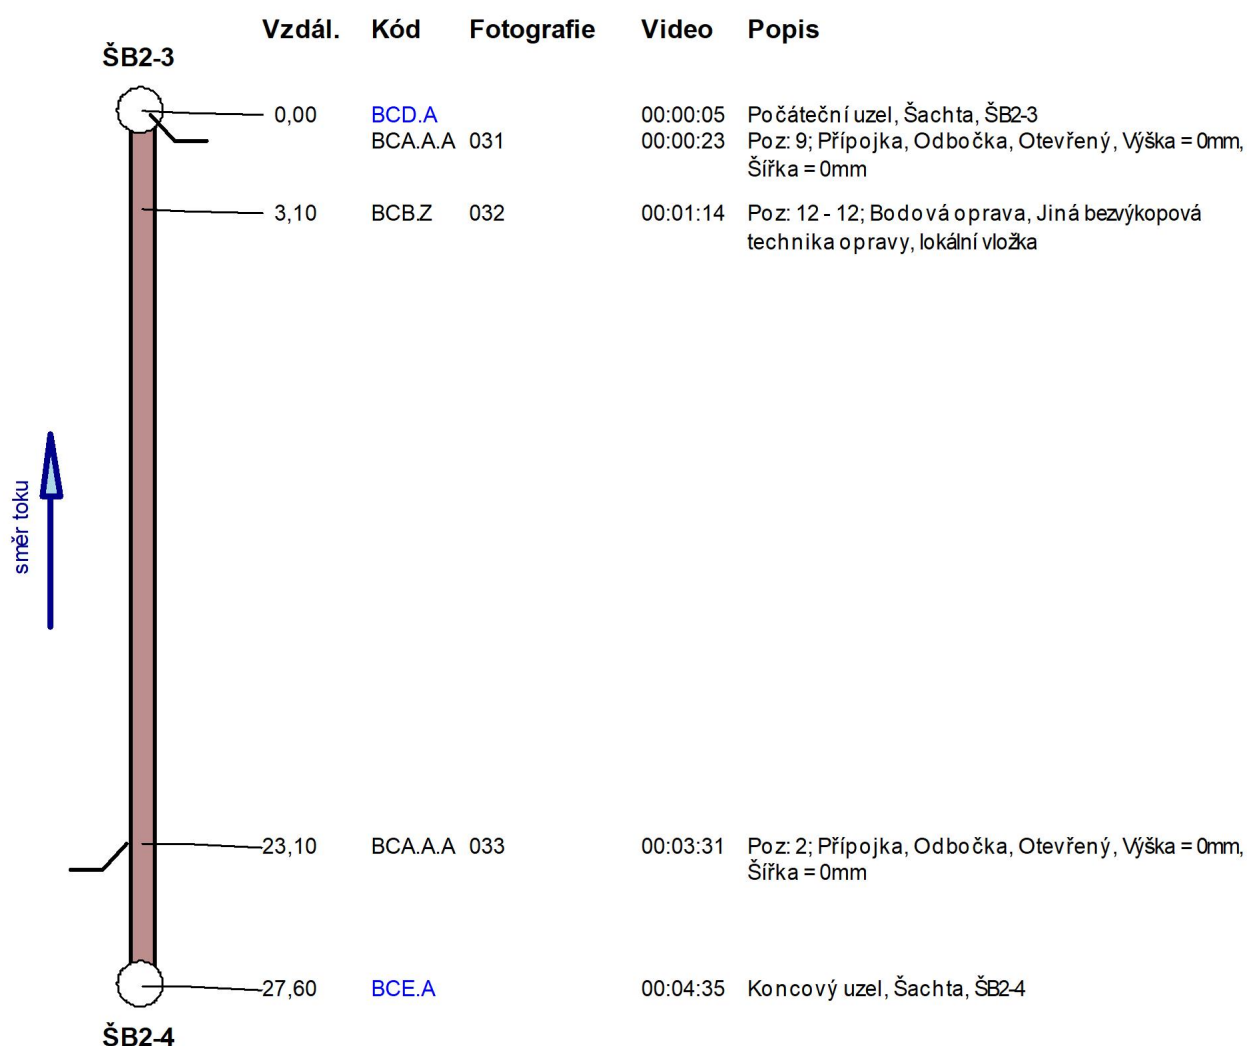 Vzdál. Kód Fotografie Video Popis
ŠB2-3
0,00 BCD.A 00:00:05 Počáteční uzel, Šachta, ŠB2-3
BCA.A.A 031 00:00:23 Poz: 9; Přípojka, Odbočka, Otevřený, Výška = 0mm,
Šířka = 0mm
3,10 BCB.Z 032 00:01:14 Poz: 12 - 12; Bodová oprava, Jiná bezvýkopová
technika opravy, lokální vložka
směr toku
23,10 BCA.A.A 033 00:03:31 Poz: 2; Přípojka, Odbočka, Otevřený, Výška = 0mm,
Šířka = 0mm
27,60 BCE.A 00:04:35 Koncový uzel, Šachta, ŠB2-4
ŠB2-4